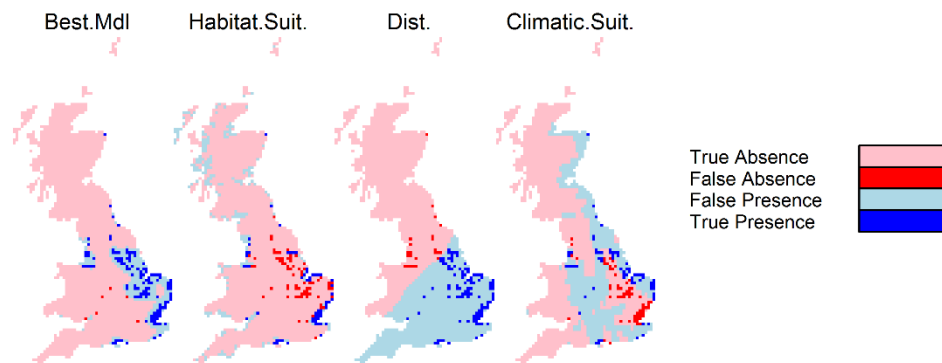 Best.Mdl Habitat.Suit. Dist. Climatic.Suit.
True Absence
False Absence
False Presence
True Presence